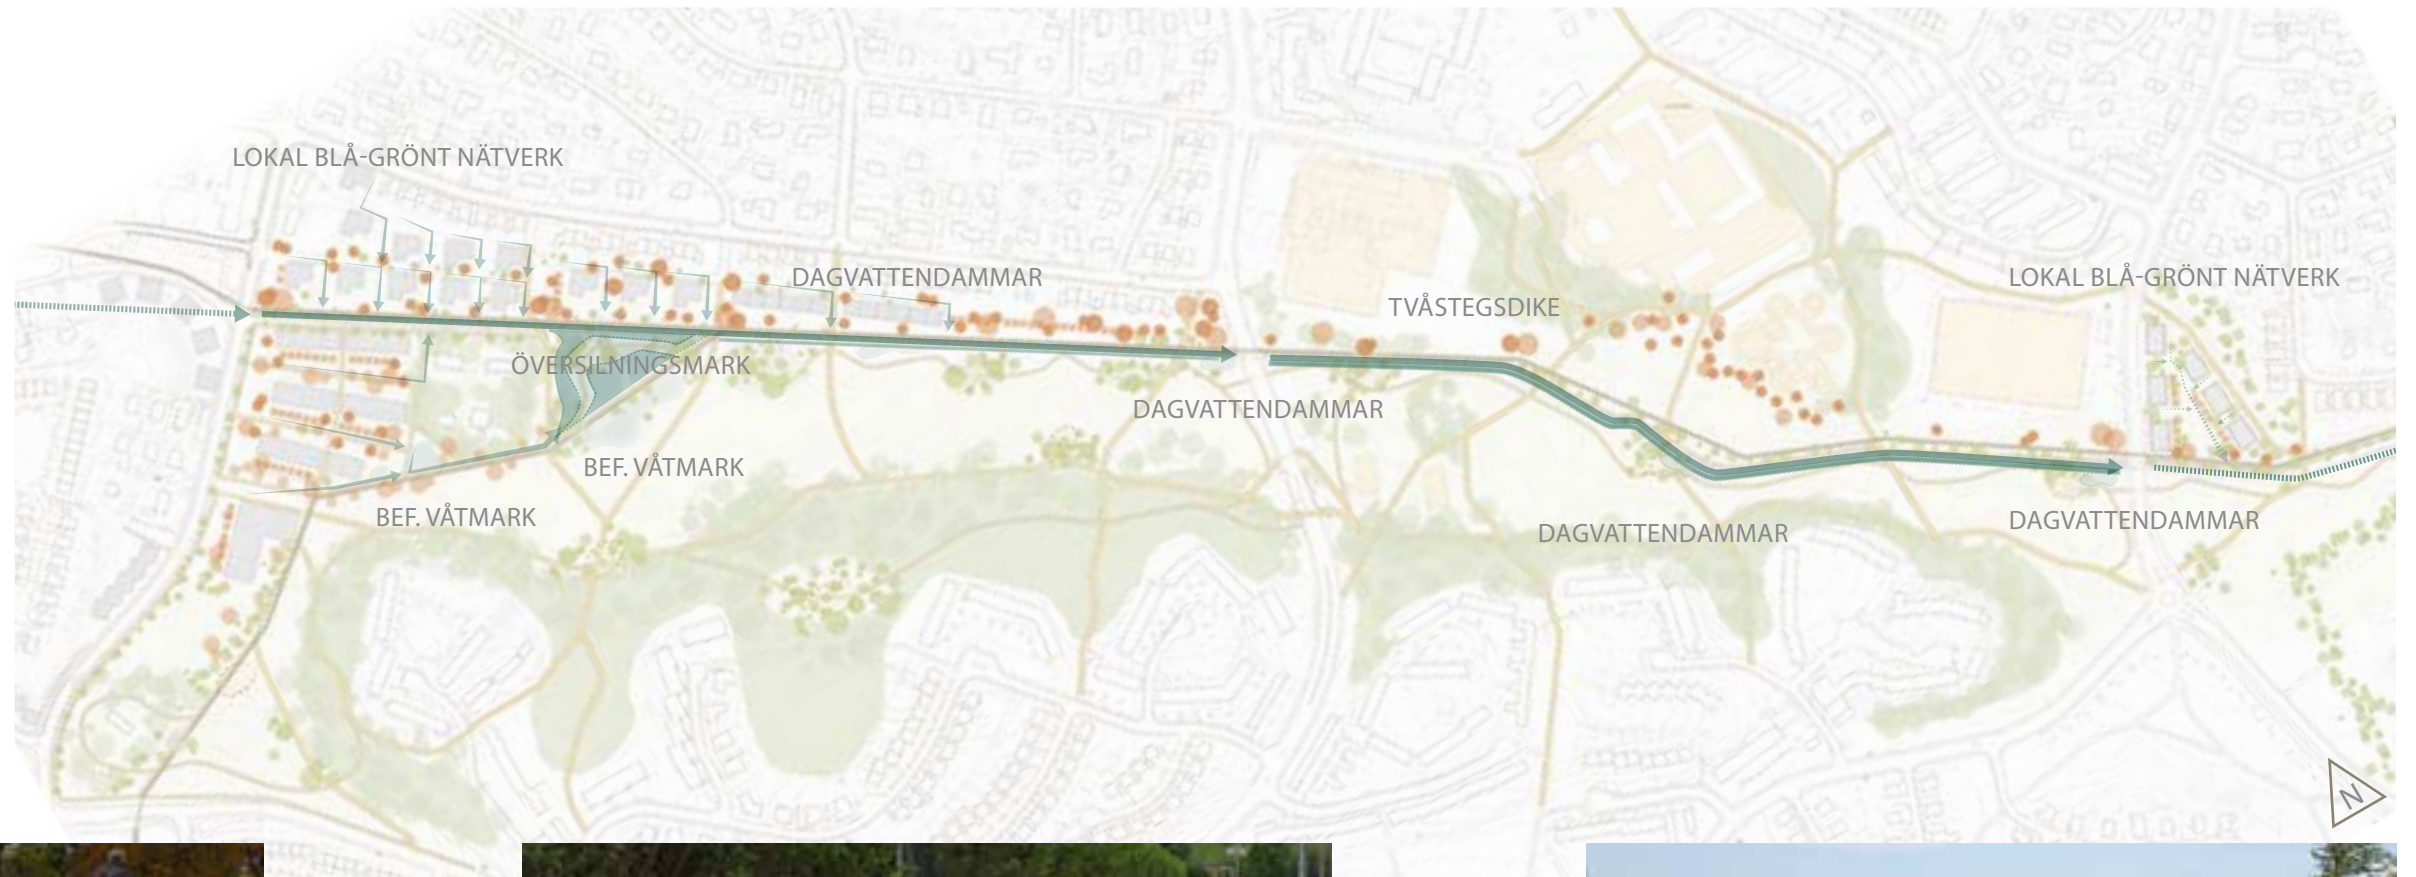 LOKAL BLÅ-GRÖNT NÄTVERK
DAGVATTENDAMMAR
LOKAL BLÅ-GRÖNT NÄTVERK
TVÅSTEGSDIKE
ÖVERSILNINGSMARK
DAGVATTENDAMMAR
BEF. VÅTMARK
BEF. VÅTMARK
DAGVATTENDAMMAR
DAGVATTENDAMMAR
N